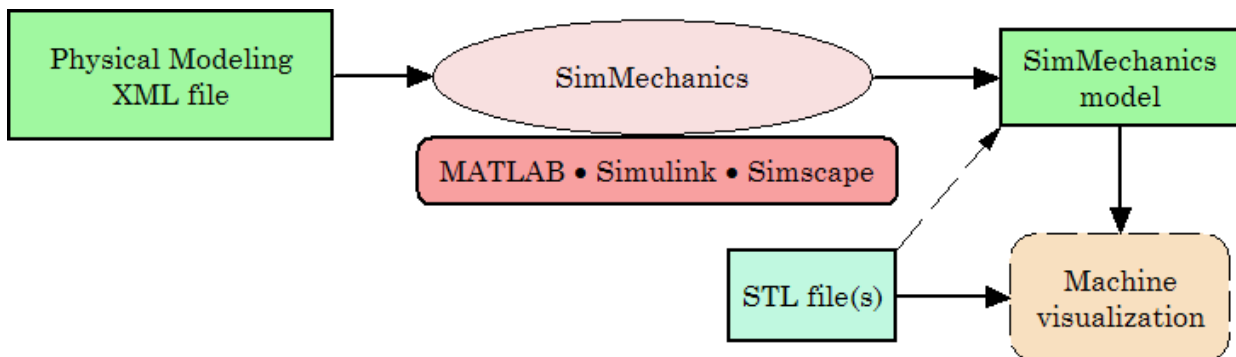 Physical Modeling
XML file
SimMechanics
SimMechanics
model
MATLAB • Simulink • Simscape
STL file(s)
Machine
visualization